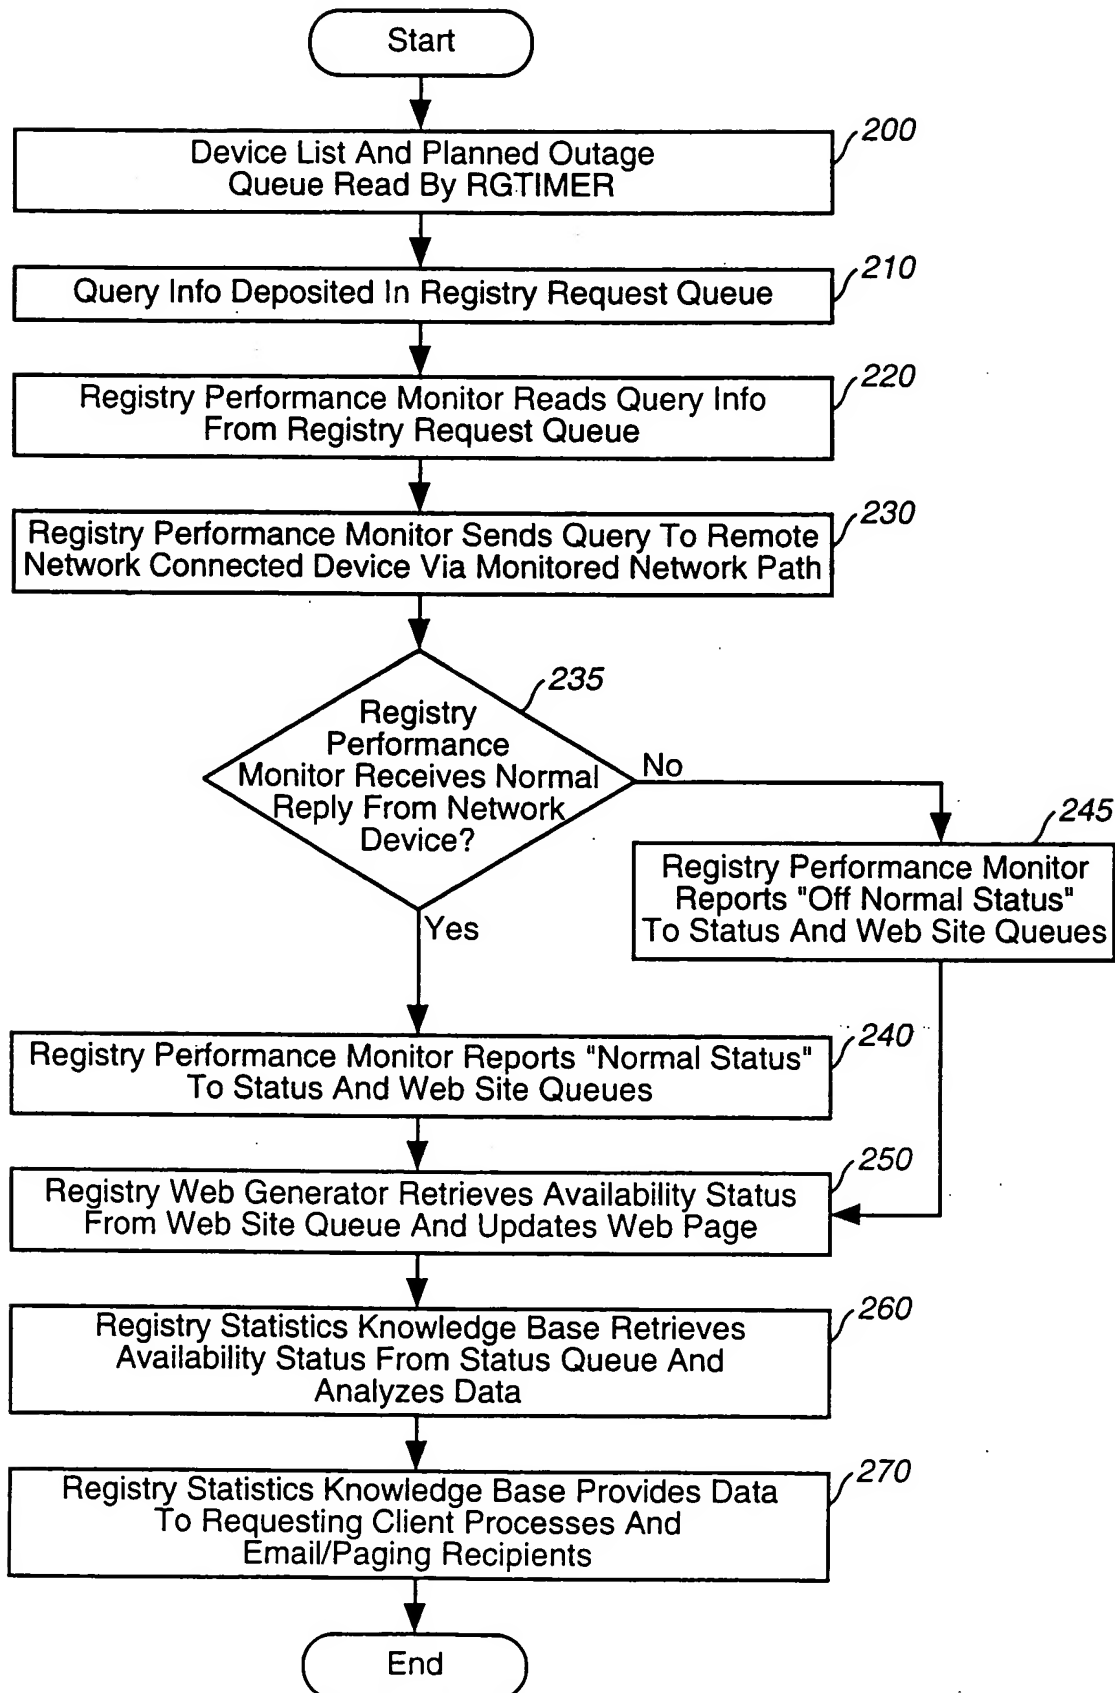 Start
200
Device List And Planned Outage
Queue Read By RGTIMER
210
Query Info Deposited In Registry Request Queue
220
Registry Performance Monitor Reads Query Info
From Registry Request Queue
230
Registry Performance Monitor Sends Query To Remote
Network Connected Device Via Monitored Network Path
235
Registry
Performance
Monitor Receives Normal
Reply From Network
Device?
No
245
Registry Performance Monitor
Reports "Off Normal Status"
To Status And Web Site Queues
Yes
240
Registry Performance Monitor Reports "Normal Status"
To Status And Web Site Queues
250
Registry Web Generator Retrieves Availability Status
From Web Site Queue And Updates Web Page
260
Registry Statistics Knowledge Base Retrieves
Availability Status From Status Queue And
Analyzes Data
270
Registry Statistics Knowledge Base Provides Data
To Requesting Client Processes And
Email/Paging Recipients
End